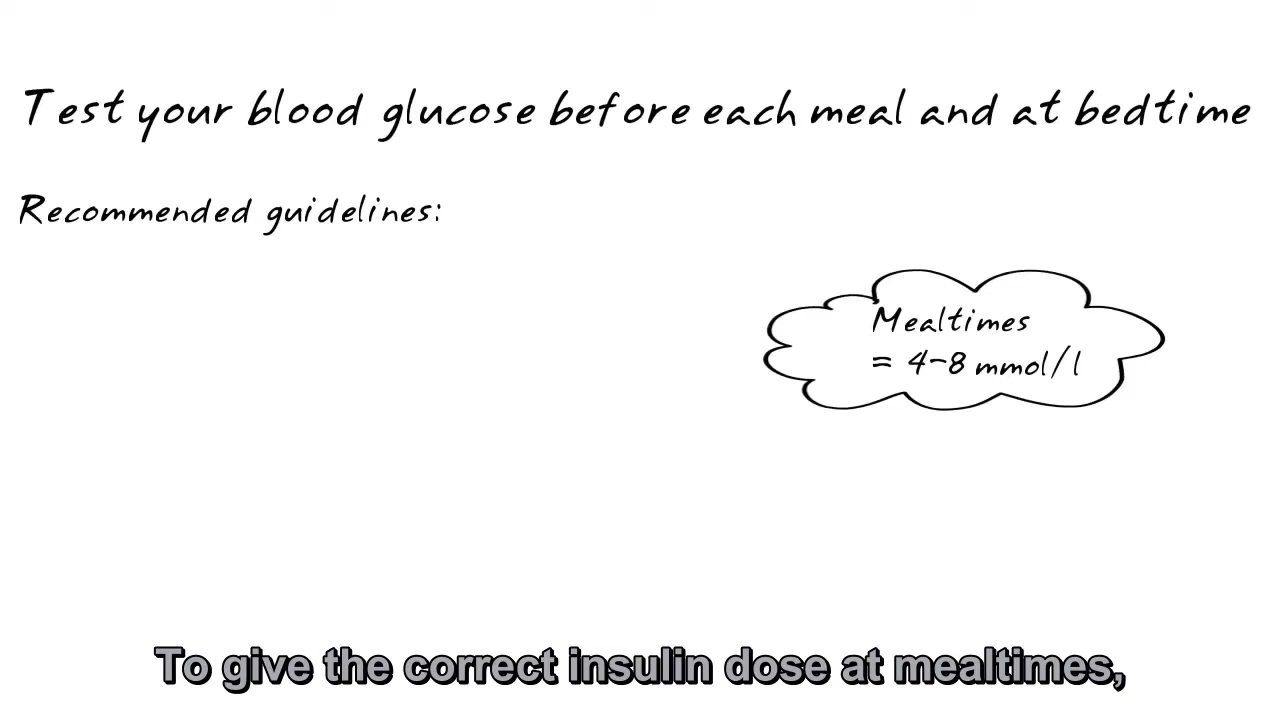 Test your blood glucose before each meal and at bedtime
Recommended guidelines:
Mealtimes
= 4-8 mmol/l
To give the correct insulin dose at mealtimes,